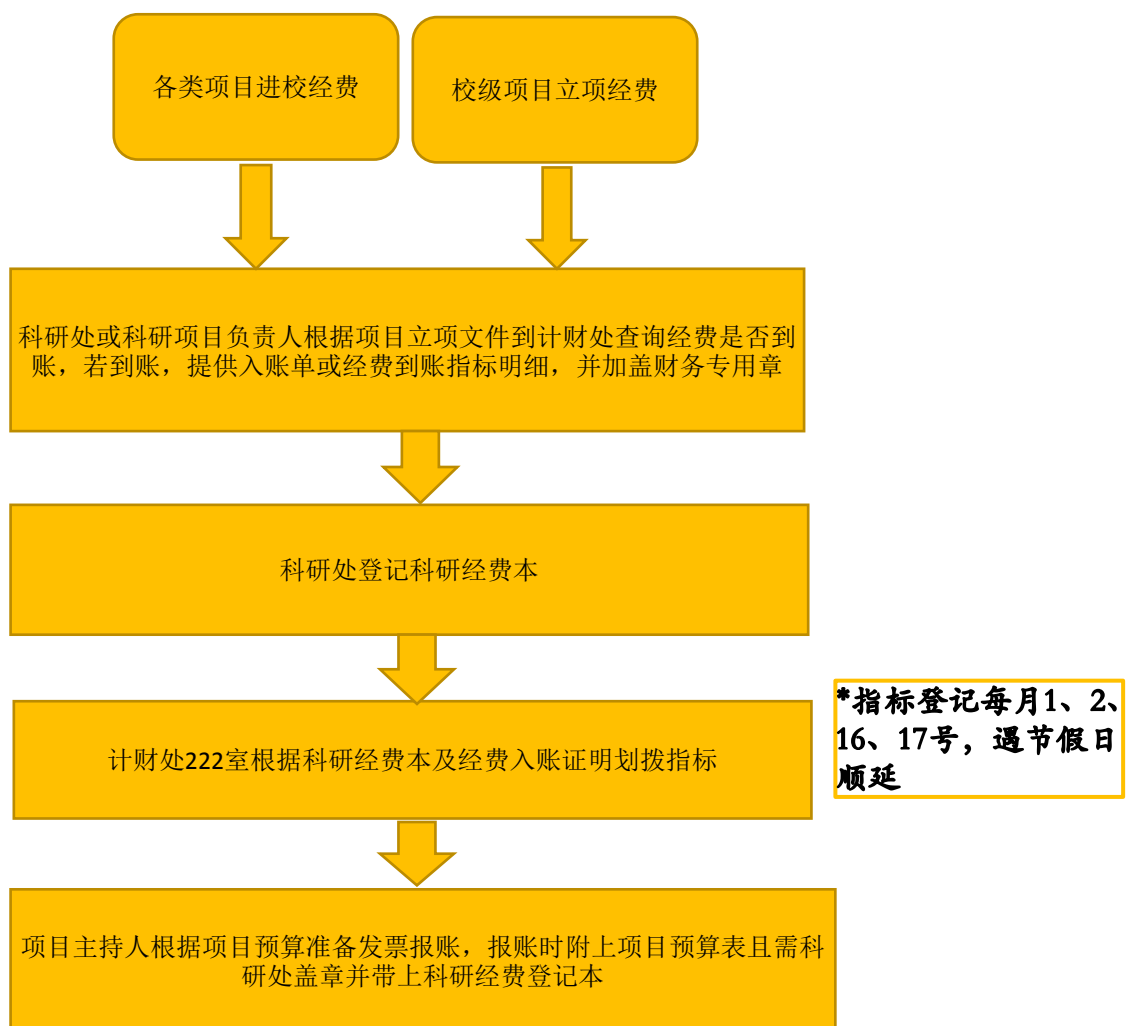 各类项目进校经费
校级项目立项经费
科研处或科研项目负责人根据项目立项文件到计财处查询经费是否到
账，若到账，提供入账单或经费到账指标明细，并加盖财务专用章
科研处登记科研经费本
计财处222室根据科研经费本及经费入账证明划拨指标
*指标登记每月1、2、
16、17号，遇节假日
顺延
项目主持人根据项目预算准备发票报账，报账时附上项目预算表且需科
研处盖章并带上科研经费登记本